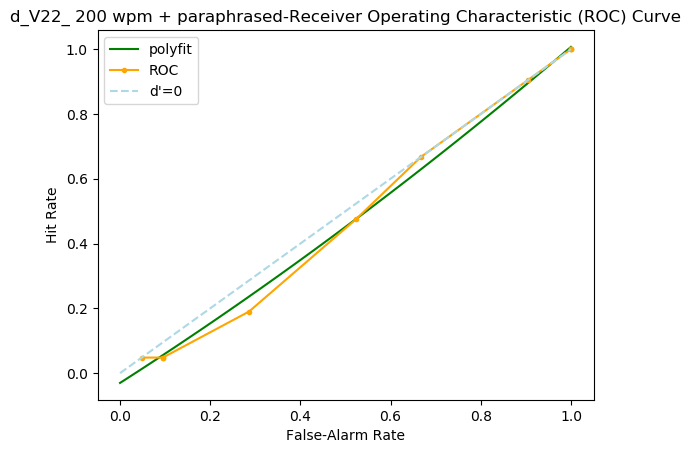 d_V22_ 200 wpm + paraphrased-Receiver Operating Characteristic (ROC) Curve
polyfit
ROC
d'=0
1.0
0.8
0.6
0.4
0.2
0.0
Hit Rate
0.0 0.2 0.4 0.6 0.8 1.0
False-Alarm Rate